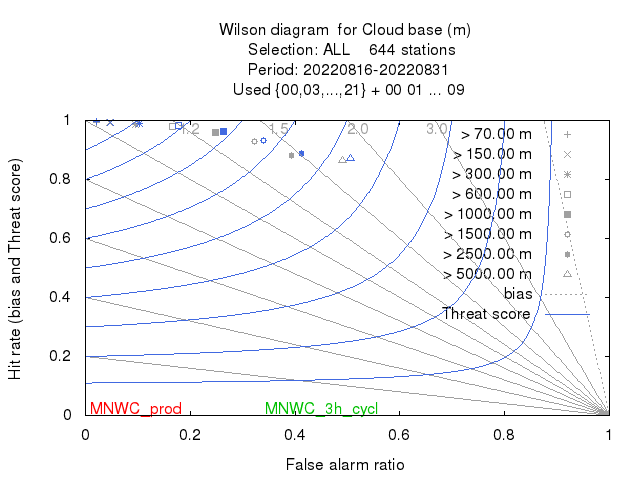 Wilson diagram for Cloud base (m)
Selection: ALL 644 stations
Period: 20220816-20220831
Used {00,03,...,21} + 00 01 ... 09
Hit rate (bias and Threat score)
1
0.8
0.6
0.4
0.2
0
1.2 1.5 2.0 3.0
> 70.00 m
> 150.00 m
> 300.00 m
> 600.00 m
> 1000.00 m
> 1500.00 m
> 2500.00 m
> 5000.00 m
bias
Threat score
MNWC_prod MNWC_3h_cycl
0 0.2 0.4 0.6 0.8 1
False alarm ratio